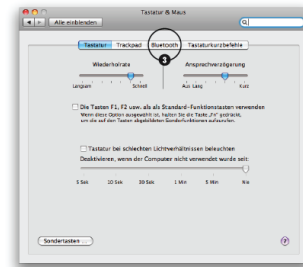 Tastatur & Maus
Alle einblenden
Tastatur Trackpad Bluetooth Tastaturkurzbefehle
3
Wiederholrate Ansprechverzögerung
Langsam Schnell Aus Lang Kurz
Die Tasten F1, F2 usw. als als Standard-Funktionstasten verwenden
Wenn diese Option ausgewählt ist, halten Sie die Taste „Fn“ gedrückt,
um die auf den Tasten abgebildeten Sonderfunktionen aufzurufen.
Tastatur bei schlechten Lichtverhältnissen beleuchten
Deaktivieren, wenn der Computer nicht verwendet wurde seit:
5 Sek 10 Sek 30 Sek 1 Min 5 Min Nie
Sondertasten ... ?